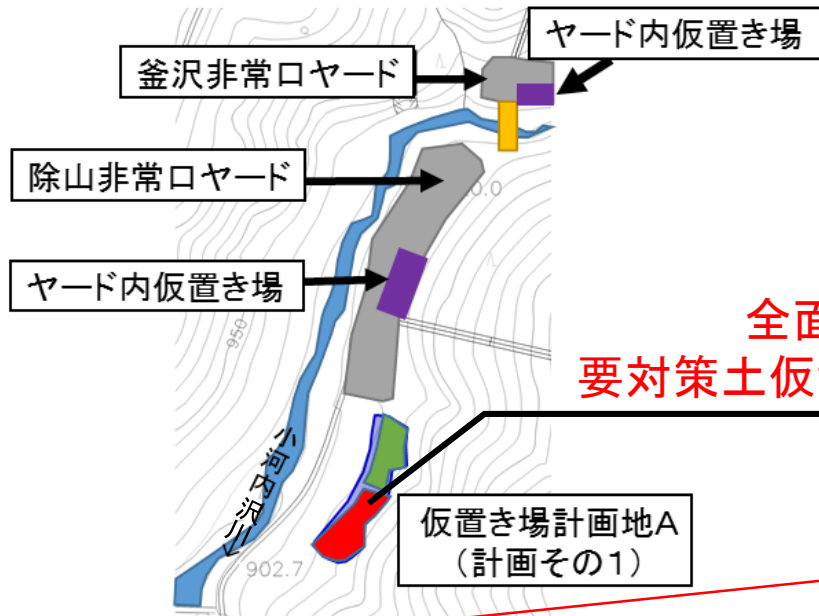 ヤード内仮置き場
釜沢非常口ヤード
除山非常口ヤード
0.0
ヤード内仮置き場
950
全面
要対策土仮
小河内沢川
仮置き場計画地A
(計画その1)
902.7